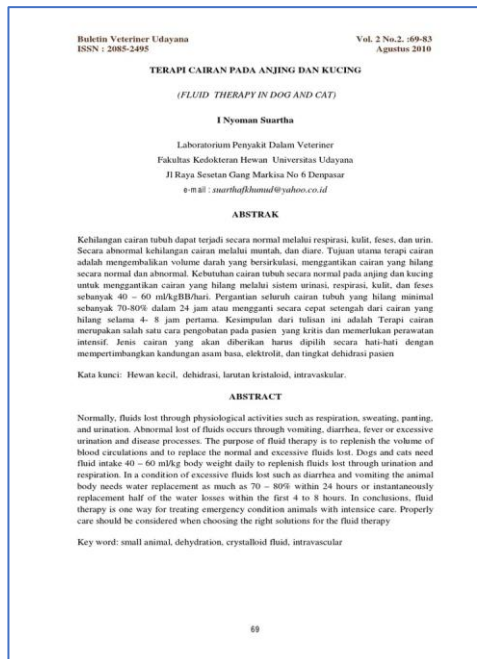 Buletin Veteriner Udayana Vol. 2 No.2. :69-83
ISSN : 2085-2495 Agustus 2010
TERAPI CAIRAN PADA ANJING DAN KUCING
(FLUID THERAPY IN DOG AND CAT)
I Nyoman Suartha
Laboratorium Penyakit Dalam Veteriner
Fakultas Kedokteran Hewan Universitas Udayana
Jl Raya Sesetan Gang Markisa No 6 Denpasar
e-mail : suarthafkhunud@yahoo.co.id
ABSTRAK
Kehilangan cairan tubuh dapat terjadi secara normal melalui respirasi, kulit, feses, dan urin.
Secara abnormal kehilangan cairan melalui muntah, dan diare. Tujuan utama terapi cairan
adalah mengembalikan volume darah yang bersirkulasi, menggantikan cairan yang hilang
secara normal dan abnormal. Kebutuhan cairan tubuh secara normal pada anjing dan kucing
untuk menggantikan cairan yang hilang melalui sistem urinasi, respirasi, kulit, dan feses
sebanyak 40 – 60 ml/kgBB/hari. Pergantian seluruh cairan tubuh yang hilang minimal
sebanyak 70-80% dalam 24 jam atau mengganti secara cepat setengah dari cairan yang
hilang selama 4- 8 jam pertama. Kesimpulan dari tulisan ini adalah Terapi cairan
merupakan salah satu cara pengobatan pada pasien yang kritis dan memerlukan perawatan
intensif. Jenis cairan yang akan diberikan harus dipilih secara hati-hati dengan
mempertimbangkan kandungan asam basa, elektrolit, dan tingkat dehidrasi pasien
Kata kunci: Hewan kecil, dehidrasi, larutan kristaloid, intravaskular.
ABSTRACT
Normally, fluids lost through physiological activities such as respiration, sweating, panting,
and urination. Abnormal lost of fluids occurs through vomiting, diarrhea, fever or excessive
urination and disease processes. The purpose of fluid therapy is to replenish the volume of
blood circulations and to replace the normal and excessive fluids lost. Dogs and cats need
fluid intake 40 – 60 ml/kg body weight daily to replenish fluids lost through urination and
respiration. In a condition of excessive fluids lost such as diarrhea and vomiting the animal
body needs water replacement as much as 70 – 80% within 24 hours or instantaneously
replacement half of the water losses within the first 4 to 8 hours. In conclusions, fluid
therapy is one way for treating emergency condition animals with intensice care. Properly
care should be considered when choosing the right solutions for the fluid therapy
Key word: small animal, dehydration, crystalloid fluid, intravascular
69